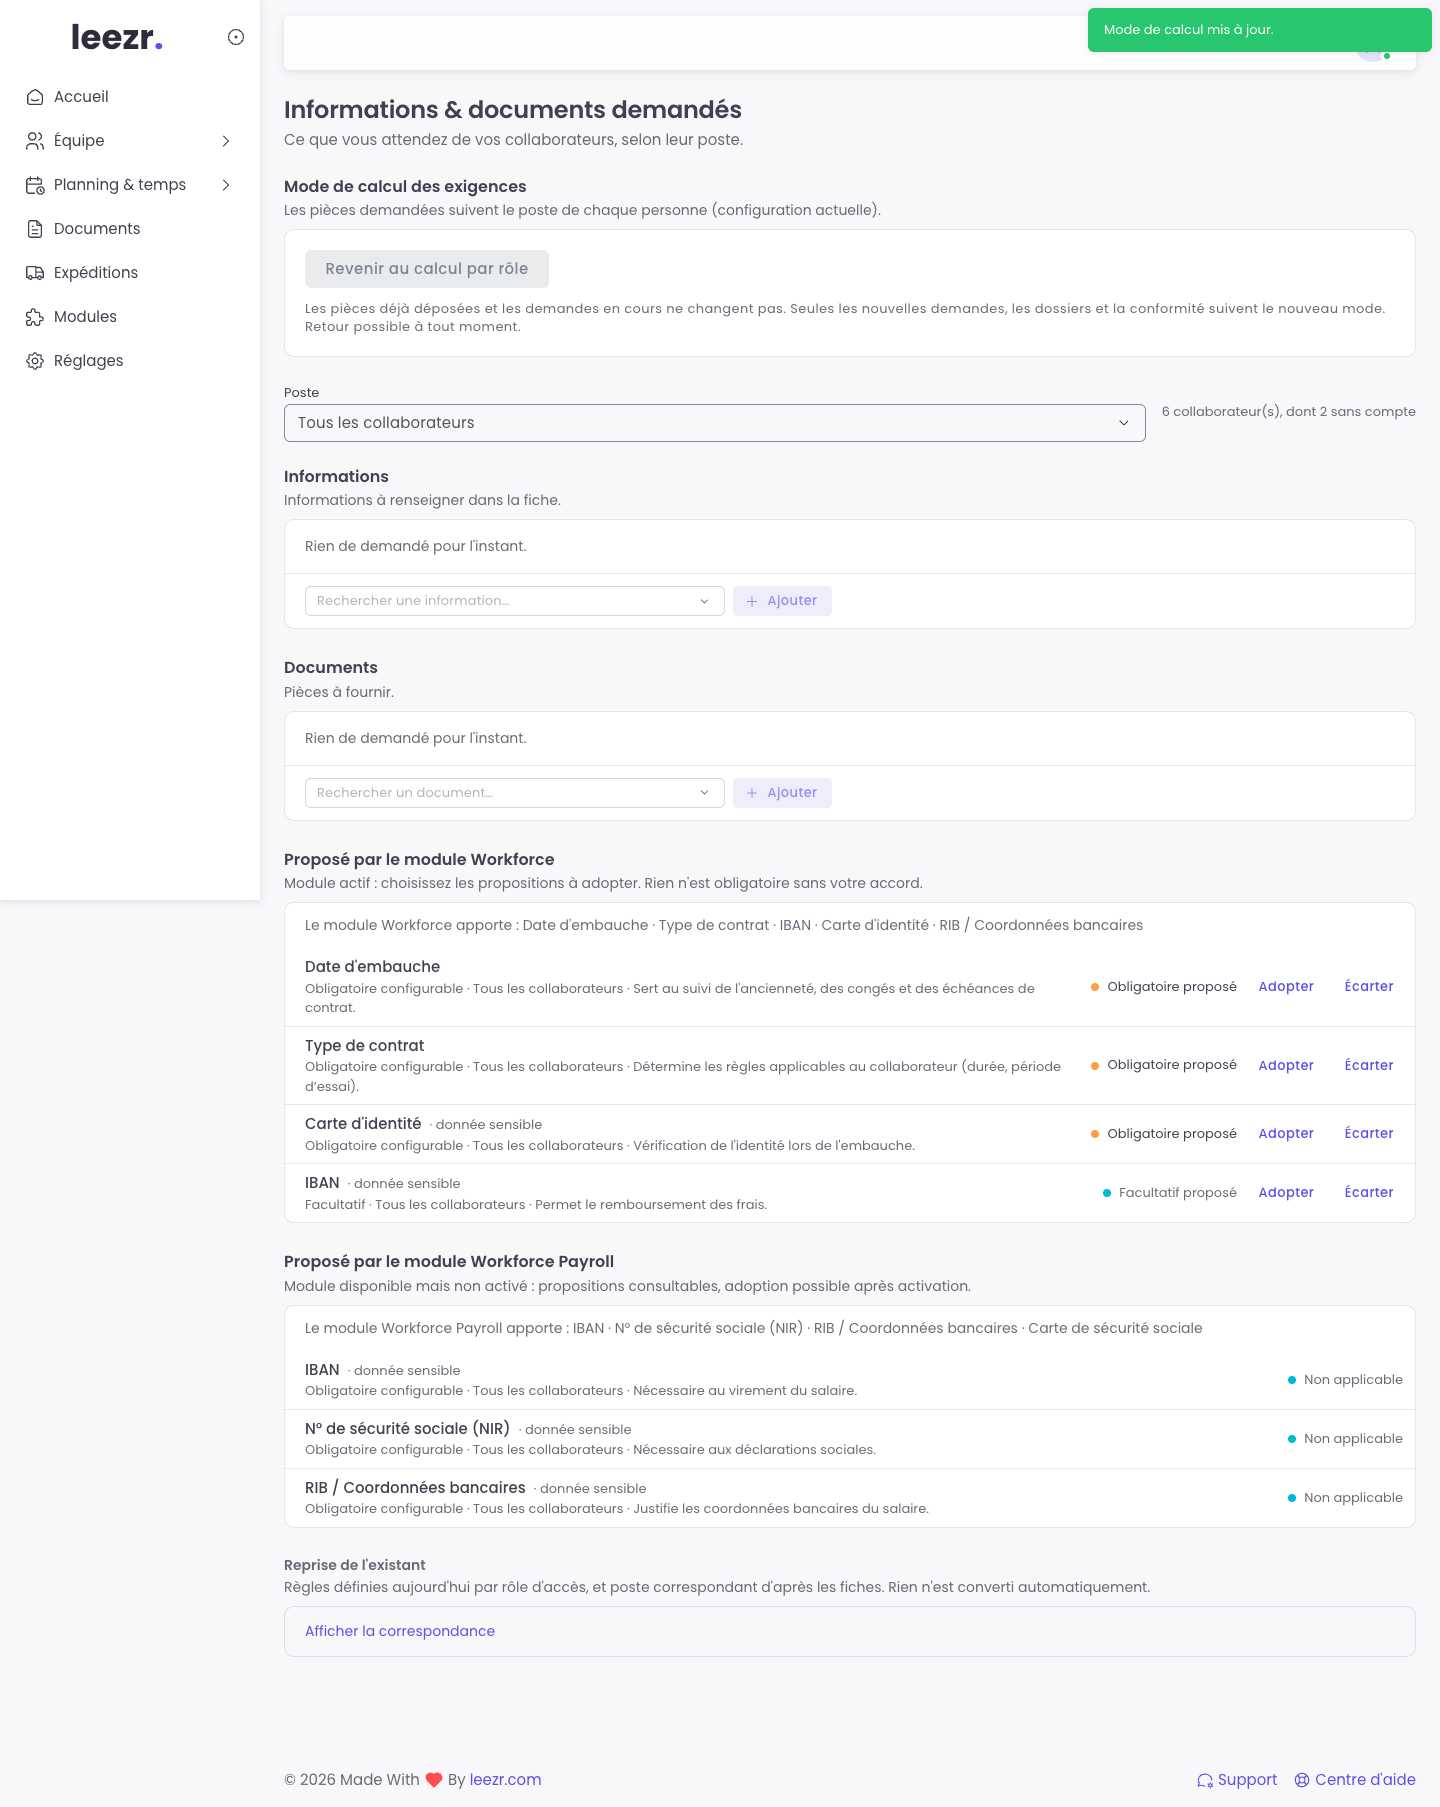 leezr.
Accueil
Équipe
Planning & temps
Documents
Expéditions
Modules
Réglages
Mode de calcul mis à jour.
Informations & documents demandés
Ce que vous attendez de vos collaborateurs, selon leur poste.
Mode de calcul des exigences
Les pièces demandées suivent le poste de chaque personne (configuration actuelle).
Revenir au calcul par rôle
Les pièces déjà déposées et les demandes en cours ne changent pas. Seules les nouvelles demandes, les dossiers et la conformité suivent le nouveau mode.
Retour possible à tout moment.
Poste
Tous les collaborateurs
6 collaborateur(s), dont 2 sans compte
Informations
Informations à renseigner dans la fiche.
Rien de demandé pour l'instant.
Rechercher une information…
Ajouter
Documents
Pièces à fournir.
Rien de demandé pour l'instant.
Rechercher un document…
Ajouter
Proposé par le module Workforce
Module actif : choisissez les propositions à adopter. Rien n'est obligatoire sans votre accord.
Le module Workforce apporte : Date d'embauche · Type de contrat · IBAN · Carte d'identité · RIB / Coordonnées bancaires
Date d'embauche
Obligatoire configurable · Tous les collaborateurs · Sert au suivi de l'ancienneté, des congés et des échéances de
contrat.
Obligatoire proposé Adopter Écarter
Type de contrat
Obligatoire configurable · Tous les collaborateurs · Détermine les règles applicables au collaborateur (durée, période
d'essai).
Obligatoire proposé Adopter Écarter
Carte d'identité · donnée sensible
Obligatoire configurable · Tous les collaborateurs · Vérification de l'identité lors de l'embauche.
Obligatoire proposé Adopter Écarter
IBAN · donnée sensible
Facultatif · Tous les collaborateurs · Permet le remboursement des frais.
Facultatif proposé Adopter Écarter
Proposé par le module Workforce Payroll
Module disponible mais non activé : propositions consultables, adoption possible après activation.
Le module Workforce Payroll apporte : IBAN · N° de sécurité sociale (NIR) · RIB / Coordonnées bancaires · Carte de sécurité sociale
IBAN · donnée sensible
Obligatoire configurable · Tous les collaborateurs · Nécessaire au virement du salaire.
Non applicable
N° de sécurité sociale (NIR) · donnée sensible
Obligatoire configurable · Tous les collaborateurs · Nécessaire aux déclarations sociales.
Non applicable
RIB / Coordonnées bancaires · donnée sensible
Obligatoire configurable · Tous les collaborateurs · Justifie les coordonnées bancaires du salaire.
Non applicable
Reprise de l'existant
Règles définies aujourd'hui par rôle d'accès, et poste correspondant d'après les fiches. Rien n'est converti automatiquement.
Afficher la correspondance
© 2026 Made With By leezr.com
Support
Centre d'aide